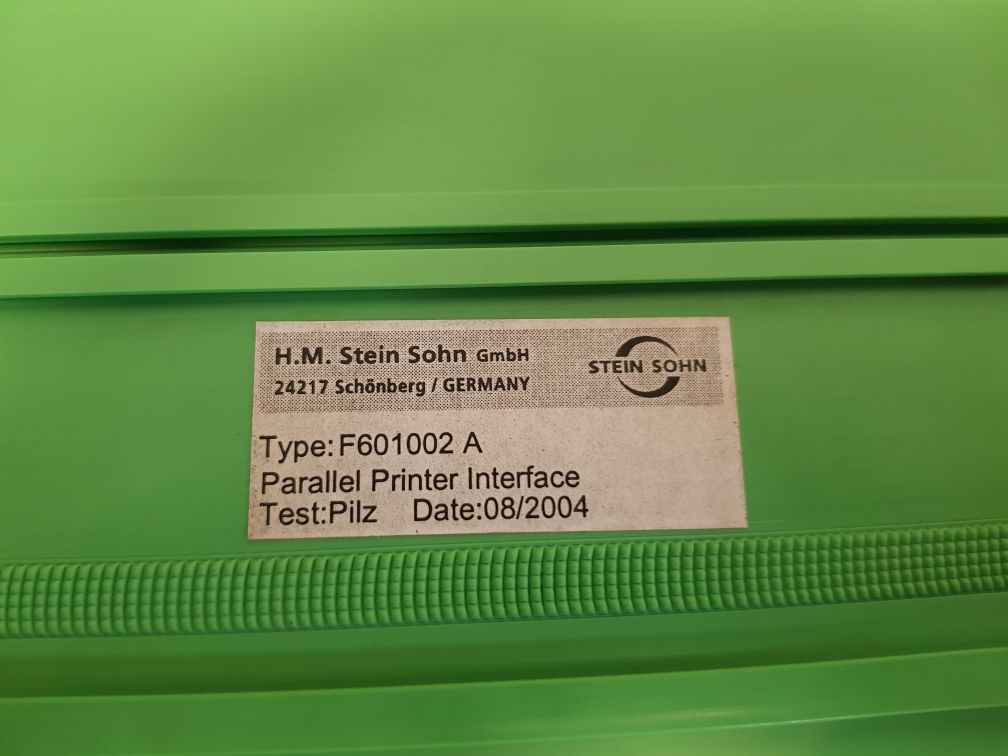 H.M. Stein Sohn GmbH
24217 Schönberg / GERMANY
STEIN SOHN
Type: F601002 A
Parallel Printer Interface
Test:Pilz Date:08/2004